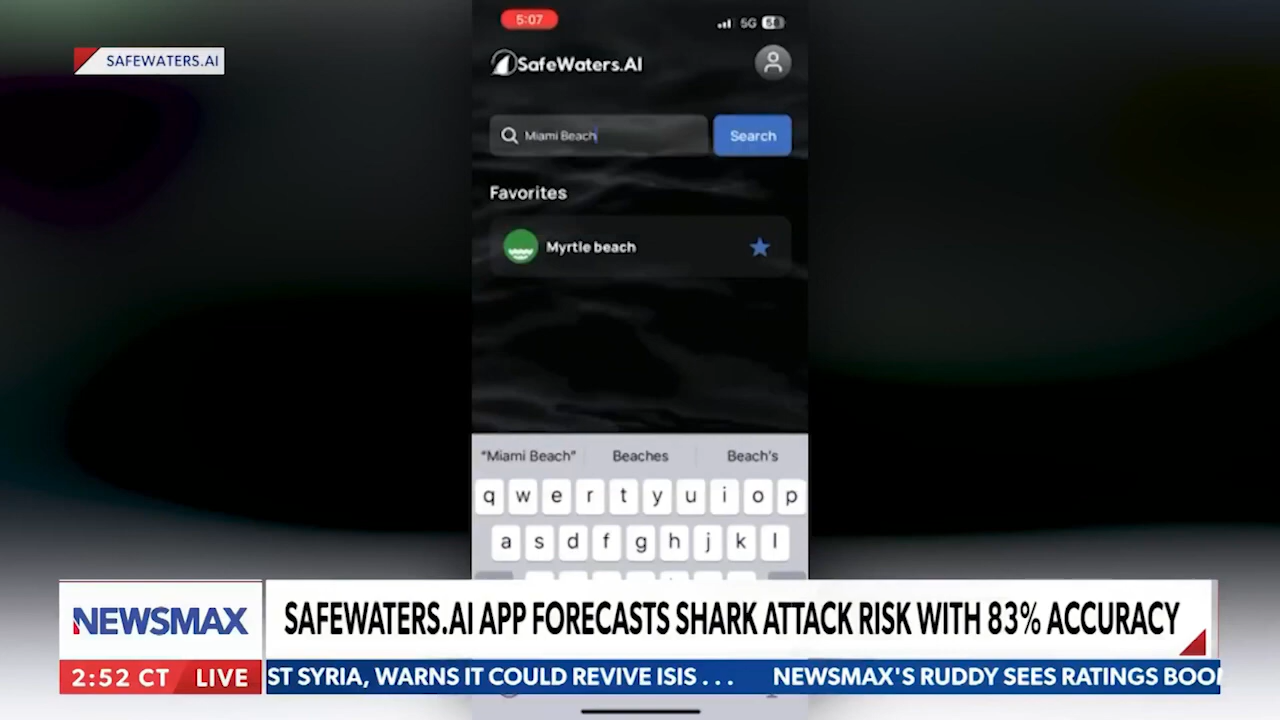 SAFEWATERS.AI
5:07
5G
SafeWaters.AI
Miami Beach
Search
Favorites
Myrtle beach
"Miami Beach"
Beaches
Beach's
q w e r t y u i o p
a s d f g h j k l
NEWSMAX
SAFEWATERS.AI APP FORECASTS SHARK ATTACK RISK WITH 83% ACCURACY
2:52 CT LIVE
ST SYRIA, WARNS IT COULD REVIVE ISIS . . . NEWSMAX'S RUDDY SEES RATINGS BOO